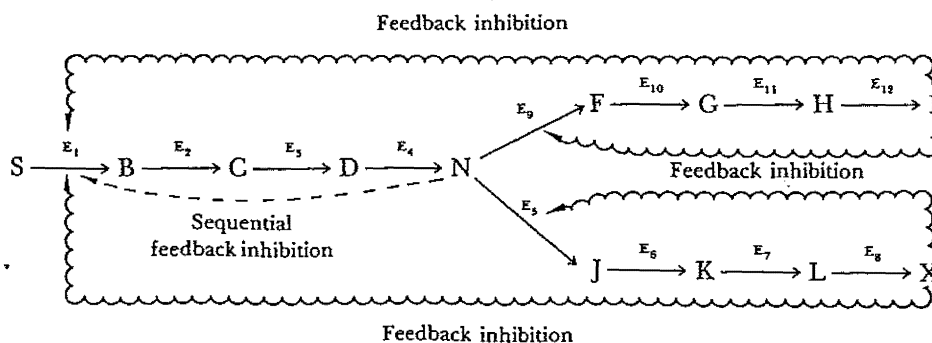 Feedback inhibition
F E₁₀ G E₁₁ H E₁₂
E₉
S E₁ B E₂ C E₃ D E₄ N
Feedback inhibition
Sequential
feedback inhibition
E₅
J E₆ K E₇ L E₈ X
Feedback inhibition